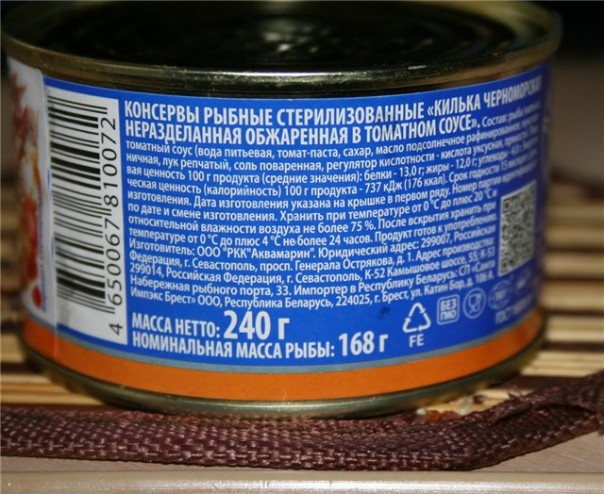 КОНСЕРВЫ РЫБНЫЕ СТЕРИЛИЗОВАННЫЕ «КИЛЬКА ЧЕРНОМОРСКАЯ
НЕРАЗДЕЛАННАЯ ОБЖАРЕННАЯ В ТОМАТНОМ СОУСЕ». Состав: рыба
томатный соус (вода питьевая, томат-паста, сахар, масло подсолнечное рафинированное,
ничная, лук репчатый, соль поваренная, регулятор кислотности - кислота уксусная,
вая ценность 100 г продукта (средние значения): белки - 13,0 г; жиры - 12,0 г; углеводы -
ческая ценность (калорийность) 100 г продукта - 737 кДж (176 ккал). Срок годности
изготовления. Дата изготовления указана на крышке в первом ряду. Номер партии
по дате и смене изготовления. Хранить при температуре от 0 °С до плюс 20 °С и
относительной влажности воздуха не более 75 %. После вскрытия хранить при
температуре от 0 °С до плюс 4 °С не более 24 часов. Продукт готов к употреблению.
Изготовитель: ООО "РКК"Аквамарин". Юридический адрес: 299007, Российская
Федерация, г. Севастополь, просп. Генерала Острякова, д. 1. Адрес производства:
299014, Российская Федерация, г. Севастополь, К-52 Камышовое шоссе, 53, К-52
Набережная рыбного порта, 33. Импортер в Республику Беларусь: СП «Санта
Импэкс Брест» ООО, Республика Беларусь, 224025, г. Брест, ул. Катин Бор, д. 106
МАССА НЕТТО: 240 г
НОМИНАЛЬНАЯ МАССА РЫБЫ: 168 г
FE
БЕЗ
ГМО
4 650067 810072